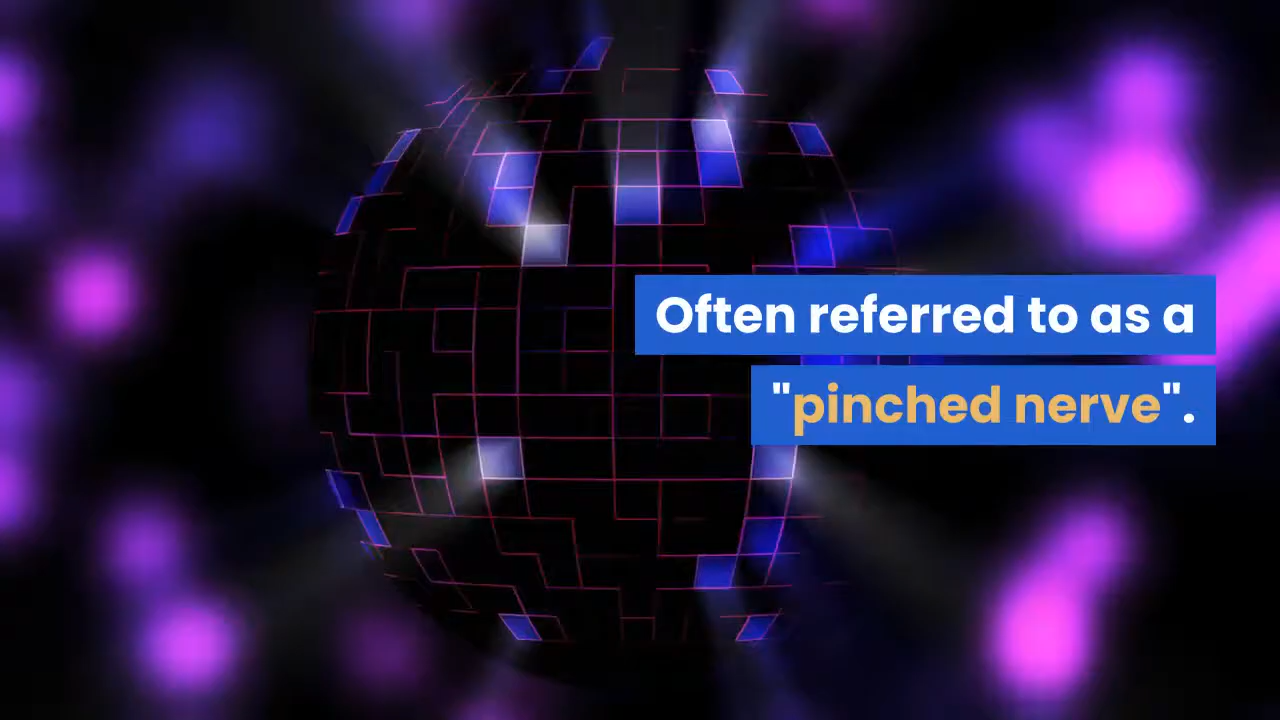 Often referred to as a
"pinched nerve".